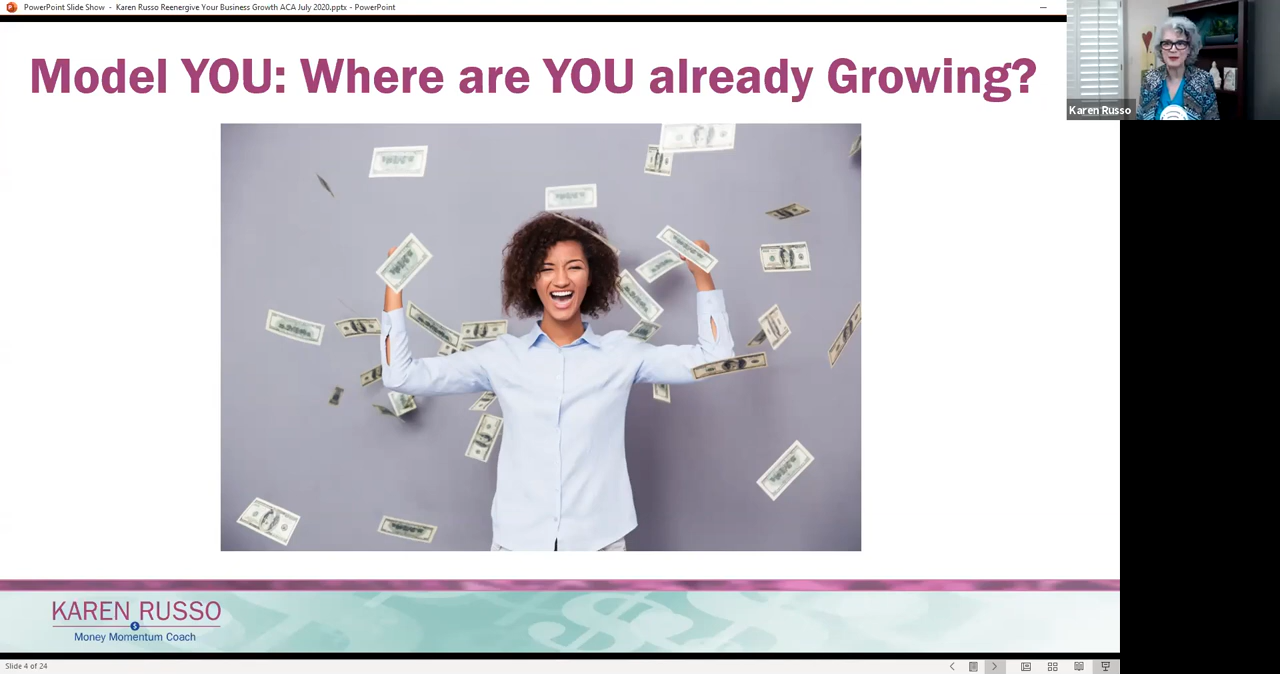 PowerPoint Slide Show - Karen Russo Reenergive Your Business Growth ACA July 2020.pptx - PowerPoint
Model YOU: Where are YOU already Growing?
Karen Russo
KAREN RUSSO
Money Momentum Coach
Slide 4 of 24